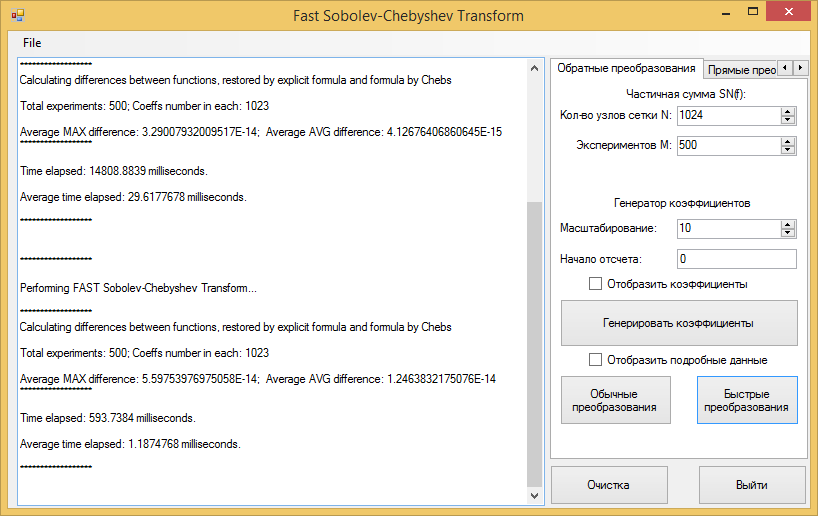 Fast Sobolev-Chebyshev Transform
File
******************
Calculating differences between functions, restored by explicit formula and formula by Chebs
Total experiments: 500; Coeffs number in each: 1023
Average MAX difference: 3.29007932009517E-14;  Average AVG difference: 4.12676406860645E-15
******************
Time elapsed: 14808.8839 milliseconds.
Average time elapsed: 29.6177678 milliseconds.
******************
******************
Performing FAST Sobolev-Chebyshev Transform...
******************
Calculating differences between functions, restored by explicit formula and formula by Chebs
Total experiments: 500; Coeffs number in each: 1023
Average MAX difference: 5.59753976975058E-14;  Average AVG difference: 1.2463832175076E-14
******************
Time elapsed: 593.7384 milliseconds.
Average time elapsed: 1.1874768 milliseconds.
******************
Обратные преобразования
Прямые прео
Частичная сумма SN(f):
Кол-во узлов сетки N: 1024
Экспериментов M: 500
Генератор коэффициентов
Масштабирование: 10
Начало отсчета: 0
Отобразить коэффициенты
Генерировать коэффициенты
Отобразить подробные данные
Обычные
преобразования
Быстрые
преобразования
Очистка
Выйти